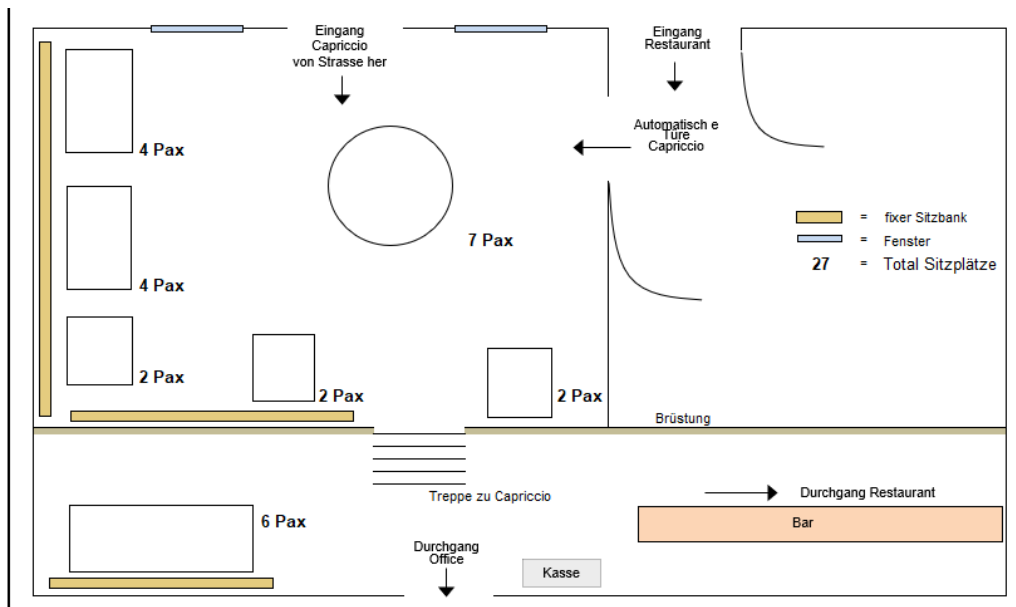 Eingang
Capriccio
von Strasse her
Eingang
Restaurant
Automatisch e
Türe
Capriccio
4 Pax
7 Pax
= fixer Sitzbank
= Fenster
27 = Total Sitzplätze
4 Pax
2 Pax
2 Pax
2 Pax
Brüstung
Treppe zu Capriccio
Durchgang Restaurant
6 Pax
Bar
Durchgang
Office
Kasse